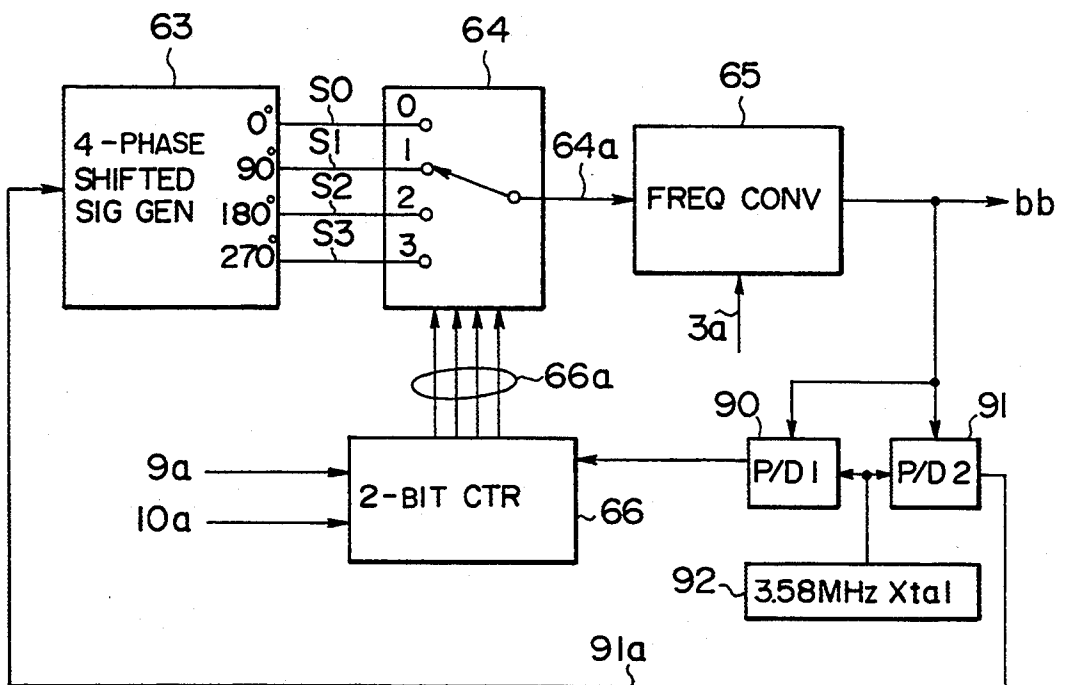 63
64
65
4-PHASE
SHIFTED
SIG GEN
0°
90°
180°
270°
S0
S1
S2
S3
0
1
2
3
64a
FREQ CONV
bb
3a
66a
90
91
9a
10a
2-BIT CTR
66
P/D1
P/D2
92
3.58MHz Xtal
91a